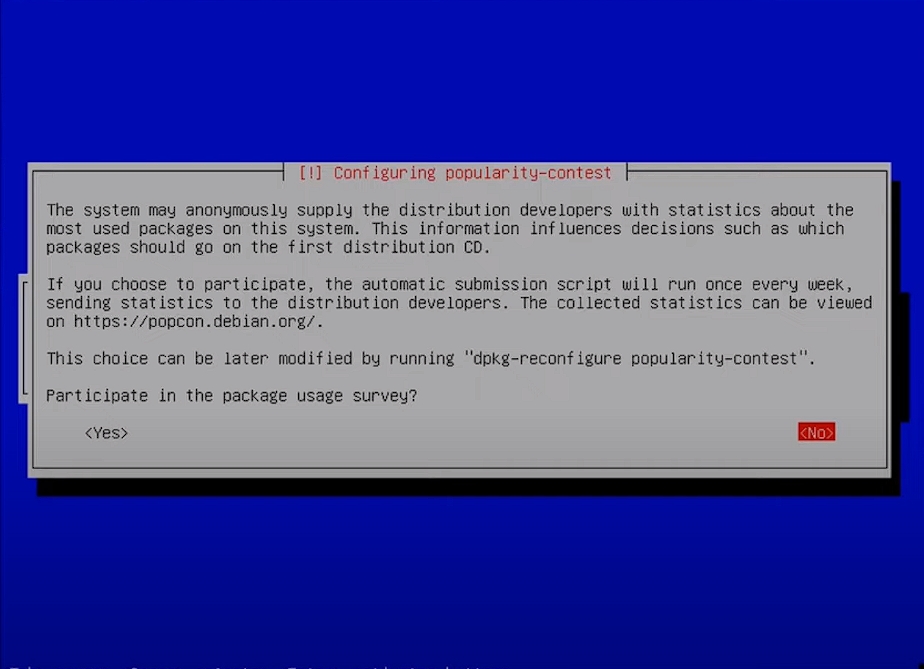 [!] Configuring popularity-contest
The system may anonymously supply the distribution developers with statistics about the
most used packages on this system. This information influences decisions such as which
packages should go on the first distribution CD.
If you choose to participate, the automatic submission script will run once every week,
sending statistics to the distribution developers. The collected statistics can be viewed
on https://popcon.debian.org/.
This choice can be later modified by running "dpkg-reconfigure popularity-contest".
Participate in the package usage survey?
<Yes> <No>